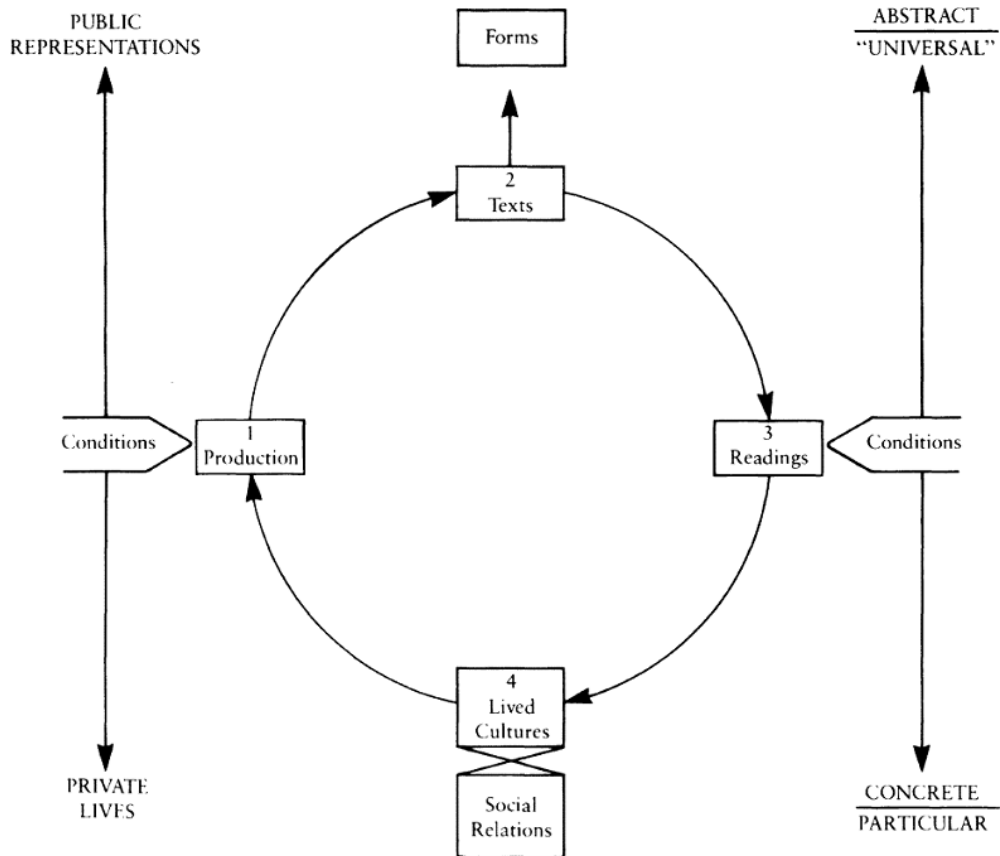 PUBLIC
REPRESENTATIONS
Forms
ABSTRACT
“UNIVERSAL”
2
Texts
Conditions
1
Production
3
Readings
Conditions
4
Lived
Cultures
PRIVATE
LIVES
Social
Relations
CONCRETE
PARTICULAR